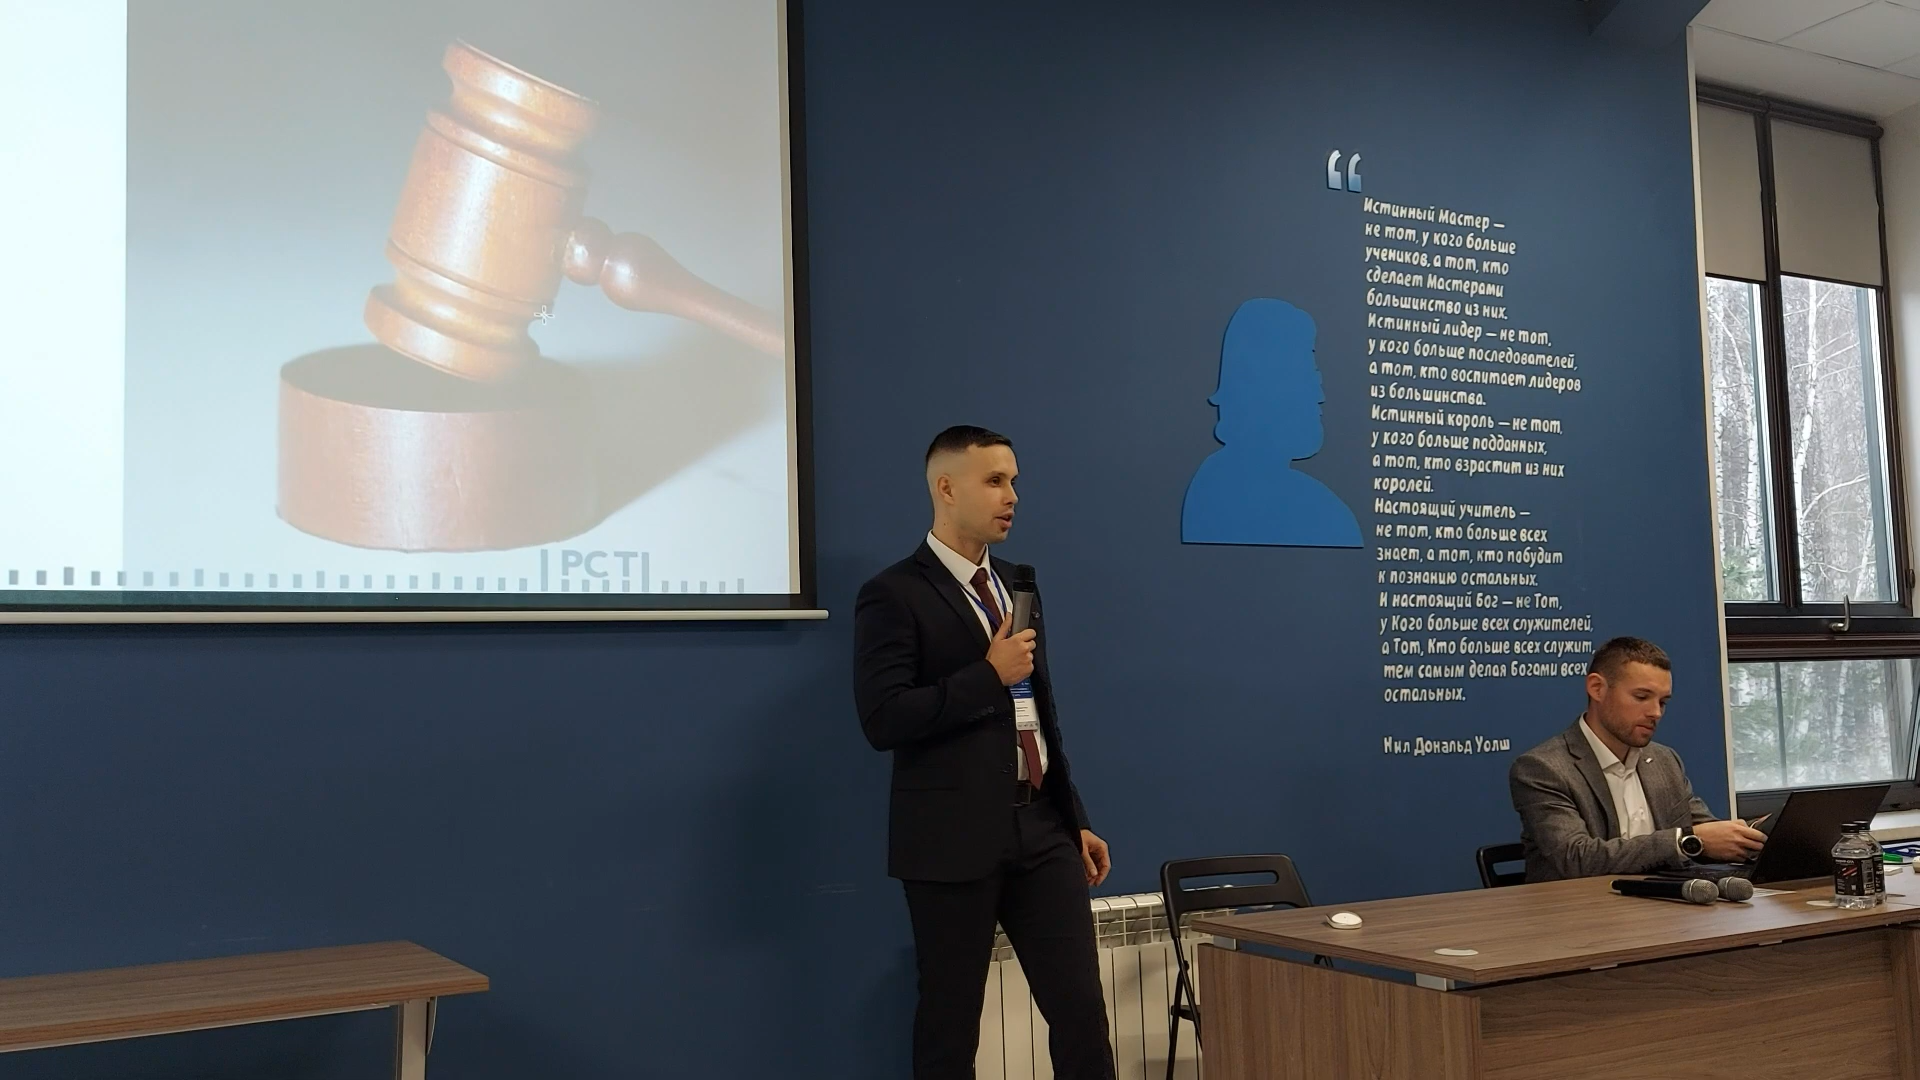 РСТ
“
Истинный Мастер —
не тот, у кого больше
учеников, а тот, кто
сделает Мастерами
большинство из них.
Истинный лидер — не тот,
у кого больше последователей,
а тот, кто воспитает лидеров
из большинства.
Истинный король — не тот,
у кого больше подданных,
а тот, кто взрастит из них
королей.
Настоящий учитель —
не тот, кто больше всех
знает, а тот, кто побудит
к познанию остальных.
И настоящий Бог — не Тот,
у Кого больше всех служителей,
а Тот, Кто больше всех служит,
тем самым делая Богами всех
остальных.
Нил Дональд Уолш